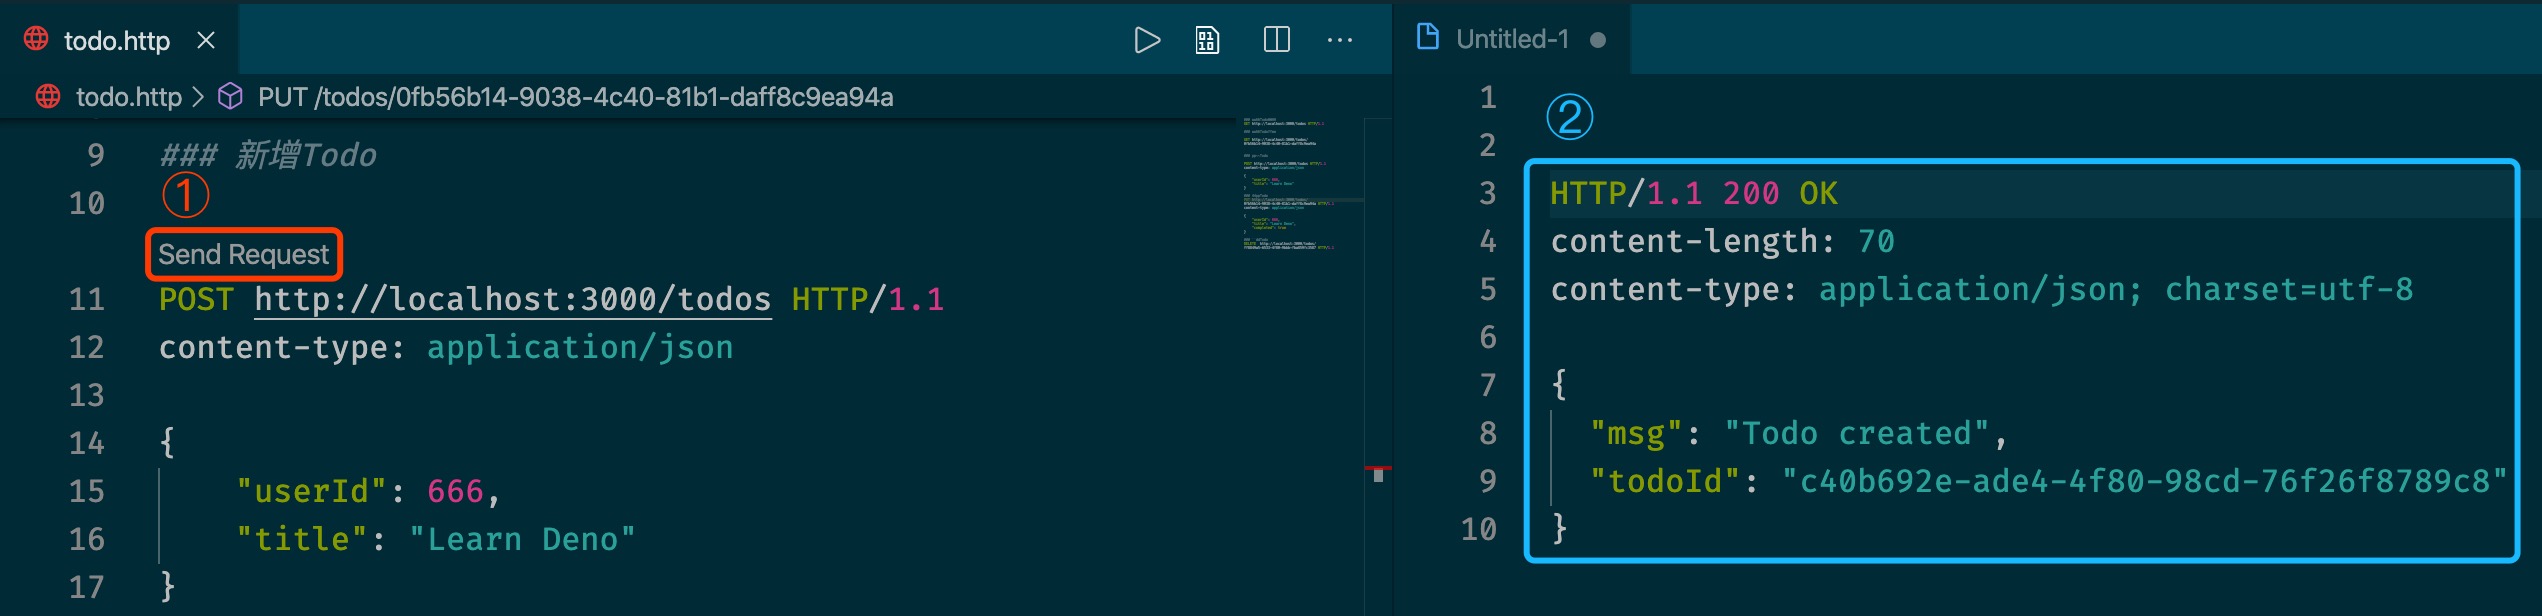 todo.http
Untitled-1
todo.http > PUT /todos/0fb56b14-9038-4c40-81b1-daff8c9ea94a
9 ### 新增Todo
①
10
Send Request
11 POST http://localhost:3000/todos HTTP/1.1
12 content-type: application/json
13
14 {
15 "userId": 666,
16 "title": "Learn Deno"
17 }
1
②
2
3 HTTP/1.1 200 OK
4 content-length: 70
5 content-type: application/json; charset=utf-8
6
7 {
8 "msg": "Todo created",
9 "todoId": "c40b692e-ade4-4f80-98cd-76f26f8789c8"
10 }